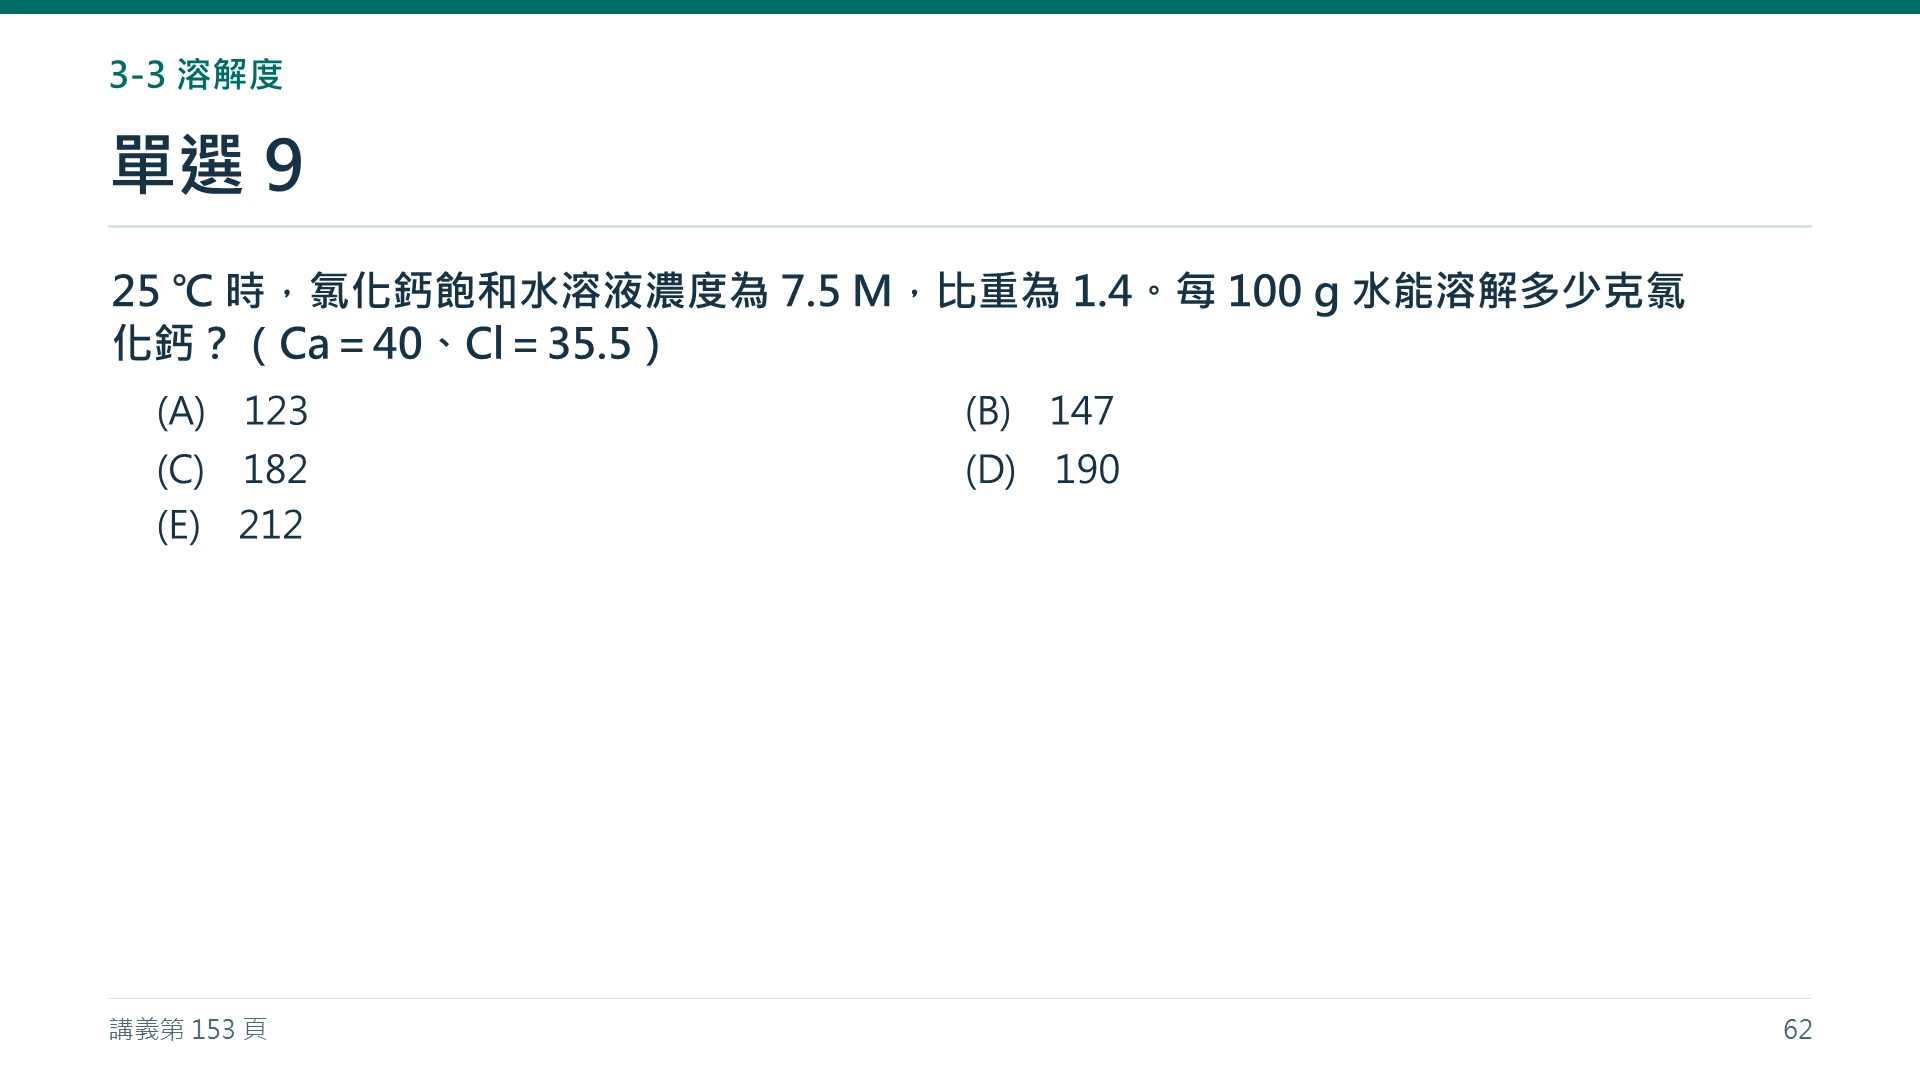 3-3 溶解度
單選 9
25 ℃ 時，氯化鈣飽和水溶液濃度為 7.5 M，比重為 1.4。每 100 g 水能溶解多少克氯
化鈣？（Ca = 40、Cl = 35.5）
(A) 123
(B) 147
(C) 182
(D) 190
(E) 212
講義第 153 頁
62